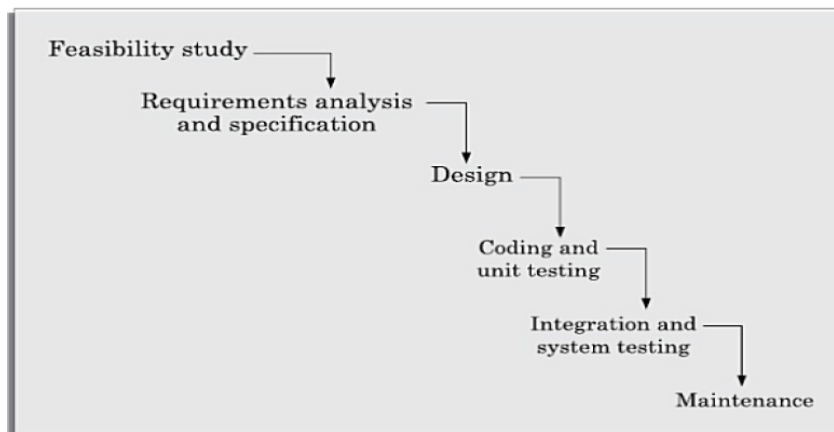 Feasibility study
Requirements analysis
and specification
Design
Coding and
unit testing
Integration and
system testing
Maintenance